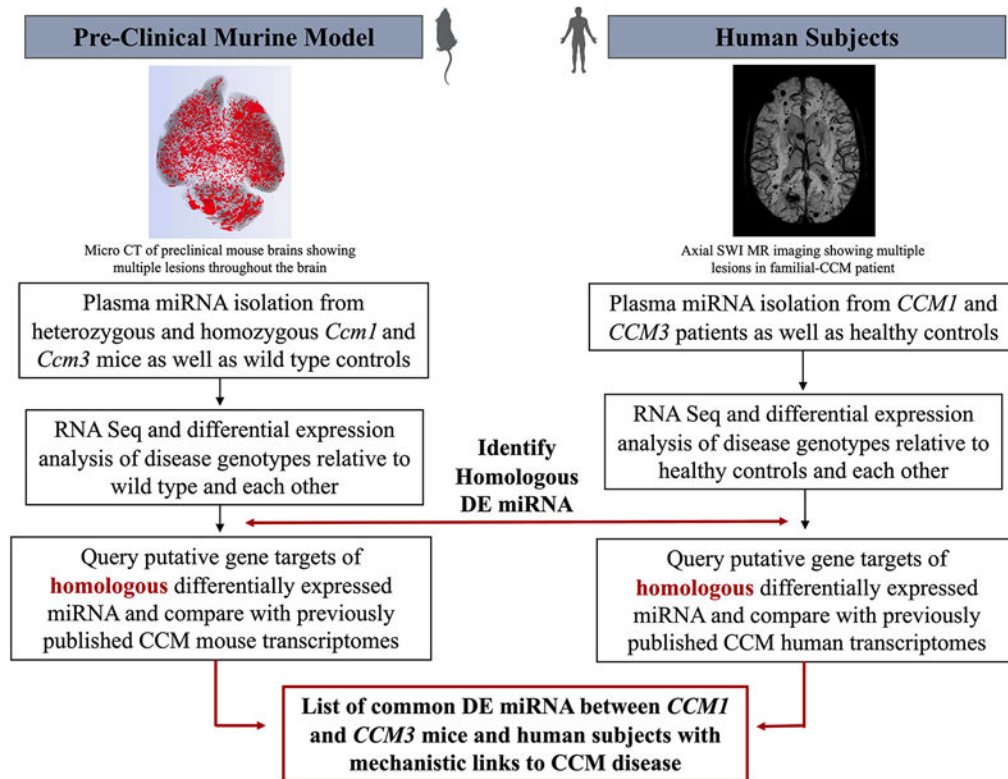 Pre-Clinical Murine Model
Human Subjects
Micro CT of preclinical mouse brains showing
multiple lesions throughout the brain
Axial SWI MR imaging showing multiple
lesions in familial-CCM patient
Plasma miRNA isolation from
heterozygous and homozygous Ccm1 and
Ccm3 mice as well as wild type controls
Plasma miRNA isolation from CCM1 and
CCM3 patients as well as healthy controls
RNA Seq and differential expression
analysis of disease genotypes relative to
wild type and each other
Identify
Homologous
DE miRNA
RNA Seq and differential expression
analysis of disease genotypes relative to
healthy controls and each other
Query putative gene targets of
homologous differentially expressed
miRNA and compare with previously
published CCM mouse transcriptomes
Query putative gene targets of
homologous differentially expressed
miRNA and compare with previously
published CCM human transcriptomes
List of common DE miRNA between CCM1
and CCM3 mice and human subjects with
mechanistic links to CCM disease